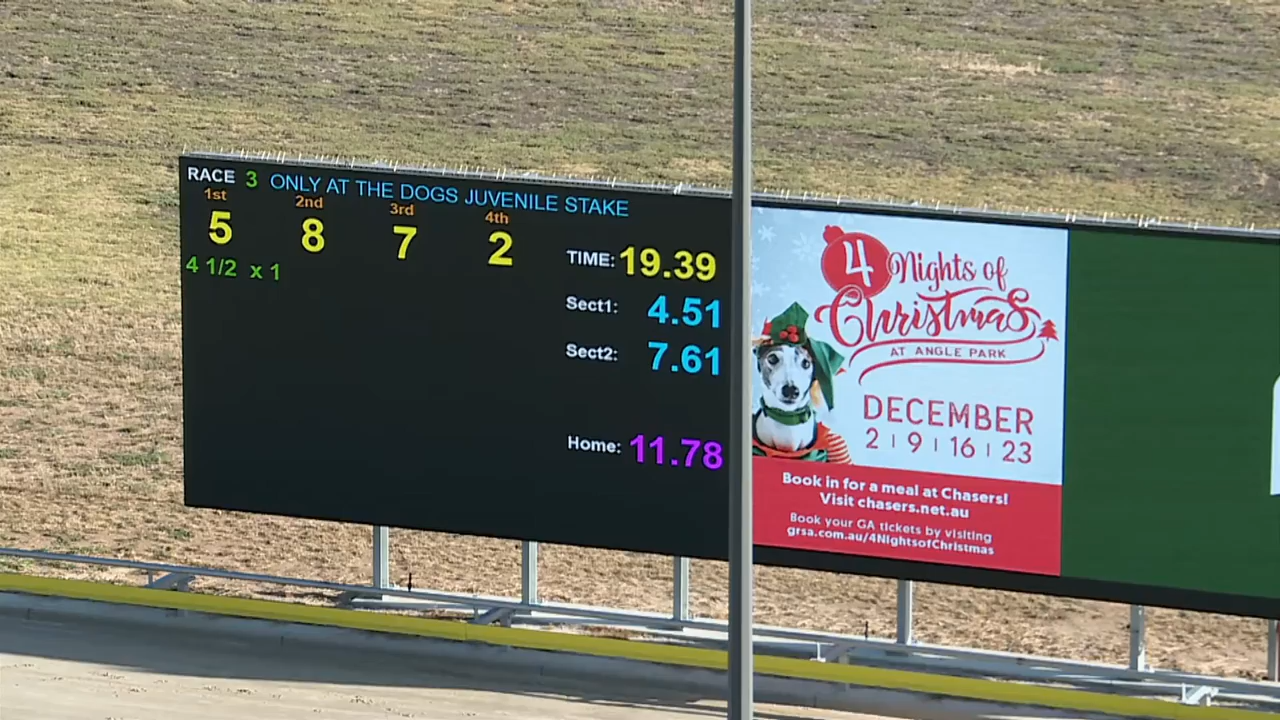 RACE 3 ONLY AT THE DOGS JUVENILE STAKE
1st 2nd 3rd 4th
5 8 7 2
4 1/2 x 1
TIME: 19.39
Sect1: 4.51
Sect2: 7.61
Home: 11.78
4 Nights of
Christmas
AT ANGLE PARK
DECEMBER
2 | 9 | 16 | 23
Book in for a meal at Chasers!
Visit chasers.net.au
Book your GA tickets by visiting
grsa.com.au/4NightsofChristmas